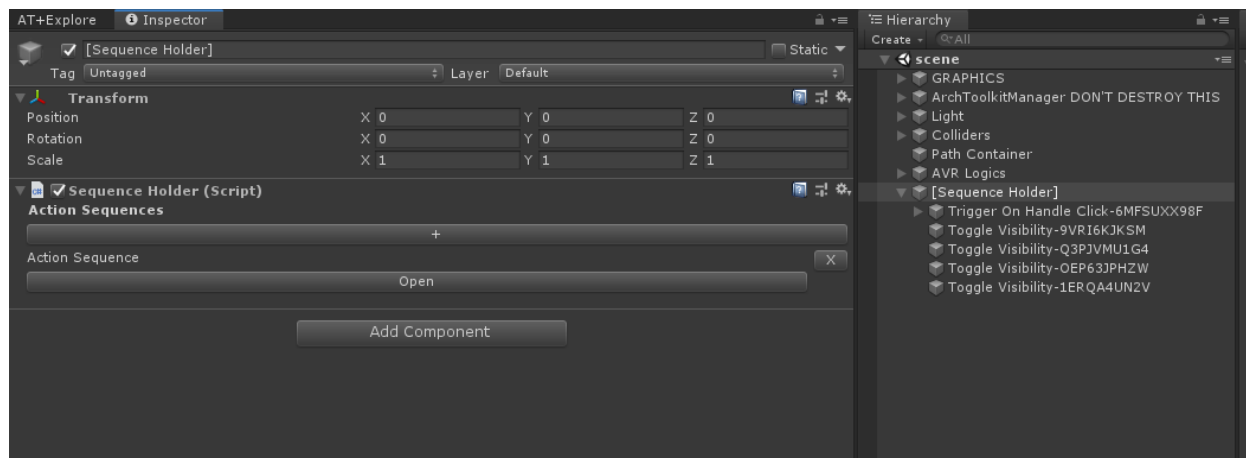 AT+Explore Inspector
[Sequence Holder] Static
Tag Untagged Layer Default
Transform
Position X 0 Y 0 Z 0
Rotation X 0 Y 0 Z 0
Scale X 1 Y 1 Z 1
Sequence Holder (Script)
Action Sequences
+
Action Sequence X
Open
Add Component
Hierarchy
Create All
scene
GRAPHICS
ArchToolkitManager DON'T DESTROY THIS
Light
Colliders
Path Container
AVR Logics
[Sequence Holder]
Trigger On Handle Click-6MFSUXX98F
Toggle Visibility-9VRI6KJKSM
Toggle Visibility-Q3PJVMU1G4
Toggle Visibility-OEP63JPHZW
Toggle Visibility-1ERQA4UN2V